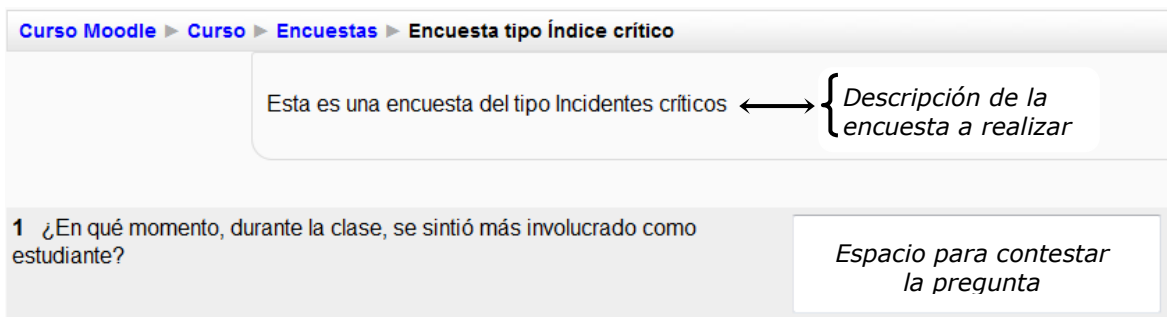 Curso Moodle ► Curso ► Encuestas ► Encuesta tipo Índice crítico
Esta es una encuesta del tipo Incidentes críticos
Descripción de la
encuesta a realizar
1 ¿En qué momento, durante la clase, se sintió más involucrado como
estudiante?
Espacio para contestar
la pregunta